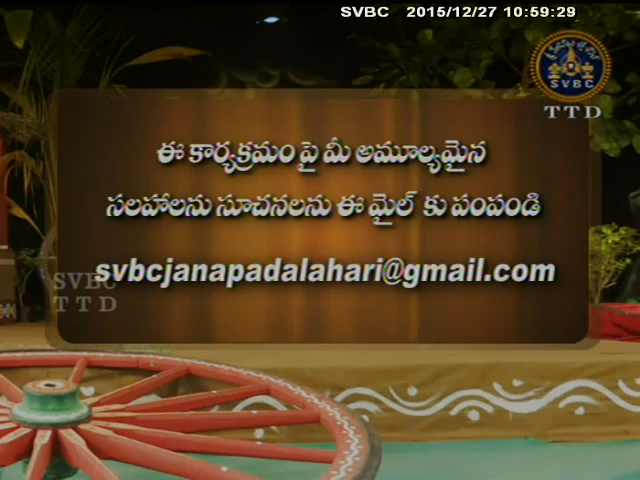 SVBC 2015/12/27 10:59:29
SVBC
TTD
ఈ కార్యక్రమం పై మీ అమూల్యమైన
సలహాలను సూచనలను ఈ మైల్ కు పంపండి
svbcjanapadalahari@gmail.com
SVBC
TTD